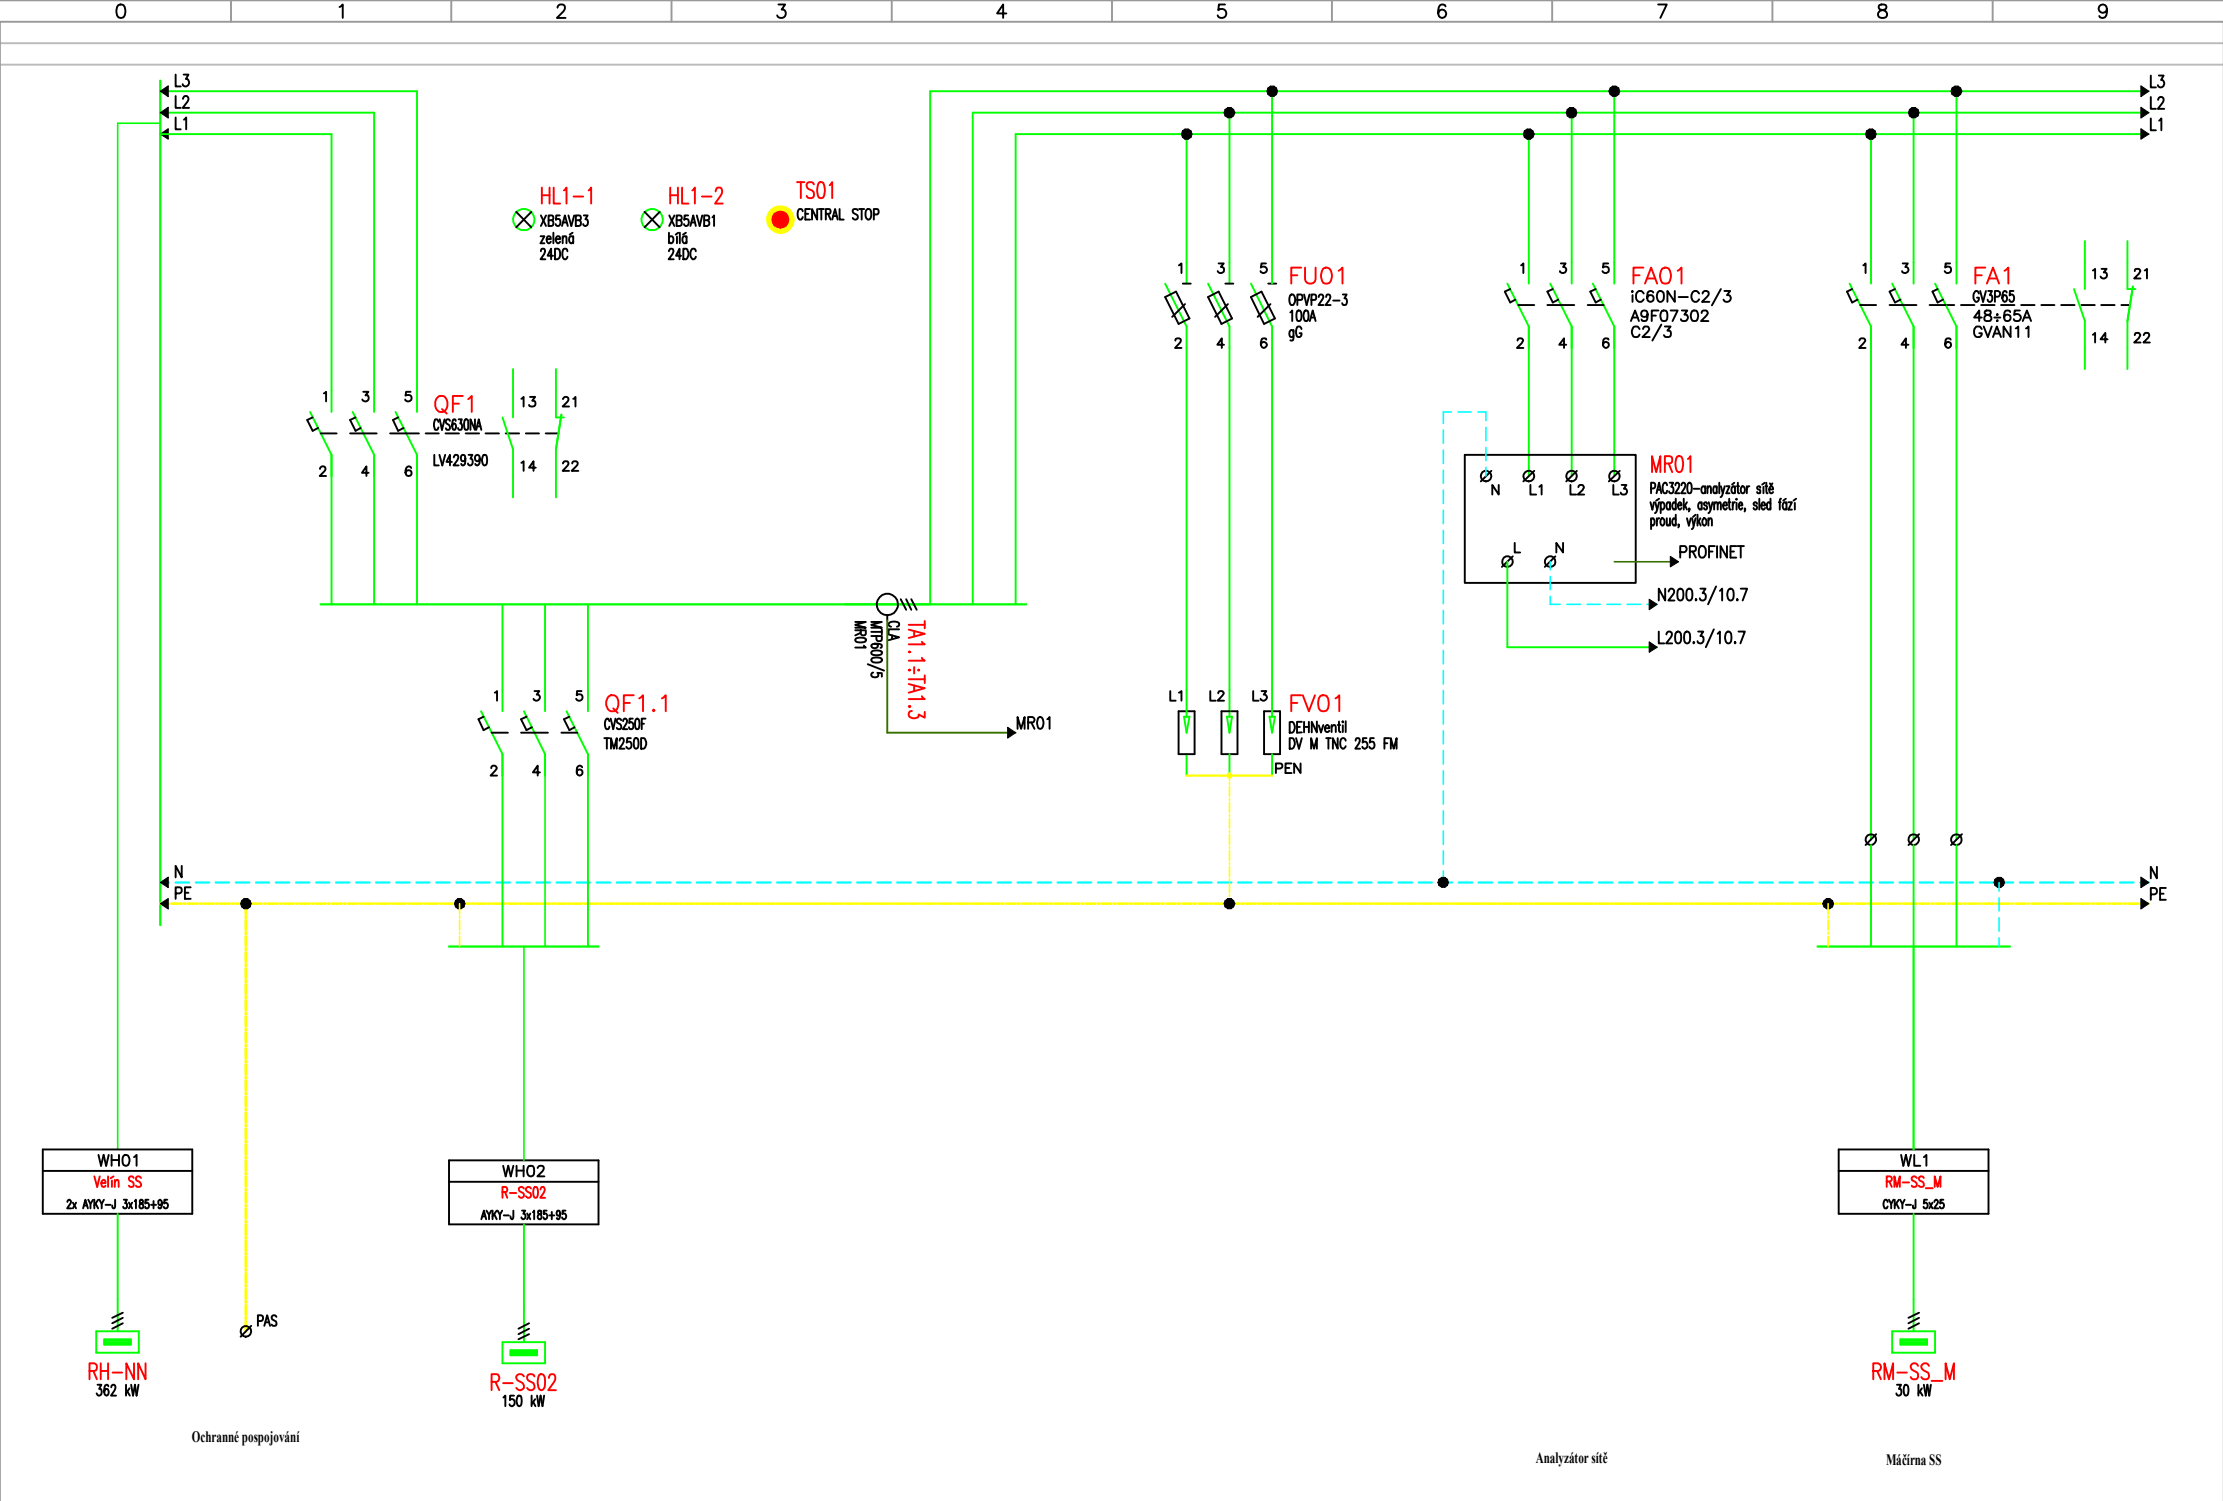 0 1 2 3 4 5 6 7 8 9
L3
L2
L1
L3
L2
L1
HL1-1
XB5AVB3
zelená
24DC
HL1-2
XB5AVB1
bílá
24DC
TS01
CENTRAL STOP
1 3 5
FU01
OPVP22-3
100A
gG
2 4 6
1 3 5
FA01
iC60N-C2/3
A9F07302
C2/3
2 4 6
1 3 5
FA1
GV3P65
48÷65A
GVAN11
2 4 6
13 21
14 22
1 3 5
QF1
CVS630NA
LV429390
2 4 6
13 21
14 22
N L1 L2 L3
MR01
PAC3220-analyzátor sítě
výpadek, asymetrie, sled fází
proud, výkon
L N
PROFINET
N200.3/10.7
L200.3/10.7
TA1.1÷TA1.3
CLA
MTP600/5
MR01
MR01
1 3 5
QF1.1
CVS250F
TM250D
2 4 6
L1 L2 L3
FV01
DEHNventil
DV M TNC 255 FM
PEN
N
PE
N
PE
WH01
Velín SS
2x AYKY-J 3x185+95
WH02
R-SS02
AYKY-J 3x185+95
WL1
RM-SS_M
CYKY-J 5x25
PAS
RH-NN
362 kW
R-SS02
150 kW
RM-SS_M
30 kW
Ochranné pospojování
Analyzátor sítě
Máčírna SS